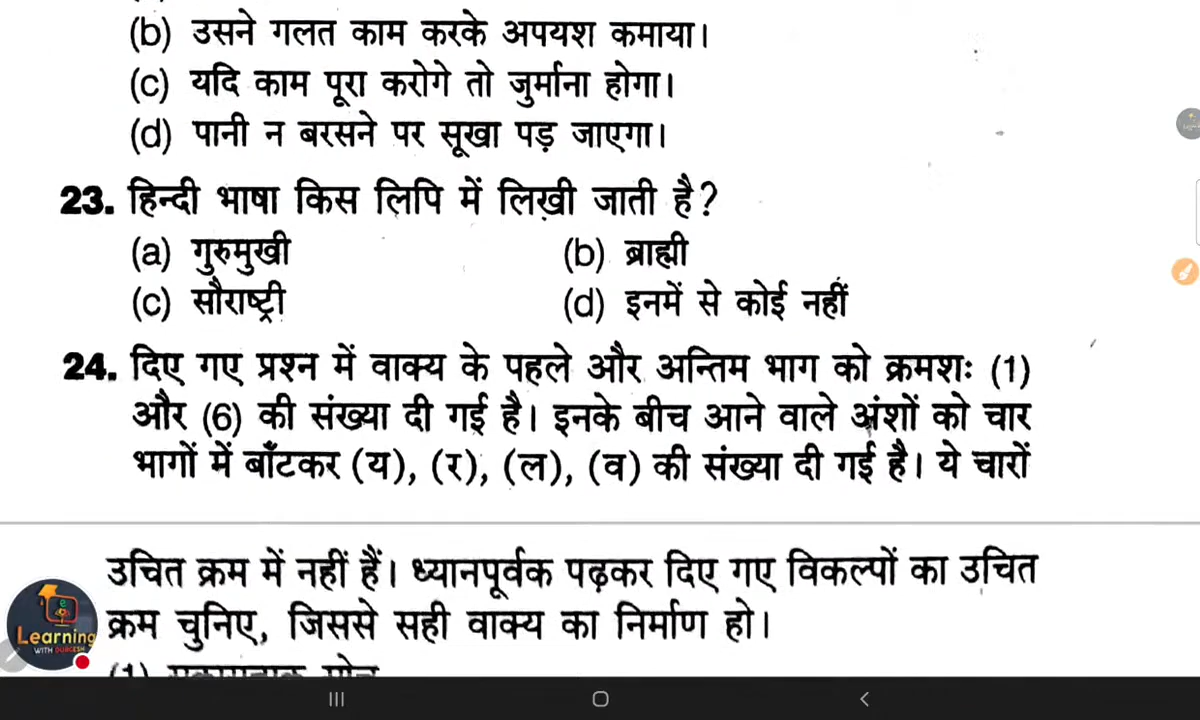 (b) उसने गलत काम करके अपयश कमाया।
(c) यदि काम पूरा करोगे तो जुर्माना होगा।
(d) पानी न बरसने पर सूखा पड़ जाएगा।
23. हिन्दी भाषा किस लिपि में लिखी जाती है?
(a) गुरुमुखी (b) ब्राह्मी
(c) सौराष्ट्री (d) इनमें से कोई नहीं
24. दिए गए प्रश्न में वाक्य के पहले और अन्तिम भाग को क्रमशः (1)
और (6) की संख्या दी गई है। इनके बीच आने वाले अंशों को चार
भागों में बाँटकर (य), (र), (ल), (व) की संख्या दी गई है। ये चारों
उचित क्रम में नहीं हैं। ध्यानपूर्वक पढ़कर दिए गए विकल्पों का उचित
क्रम चुनिए, जिससे सही वाक्य का निर्माण हो।
Learning
WITH DURGESH